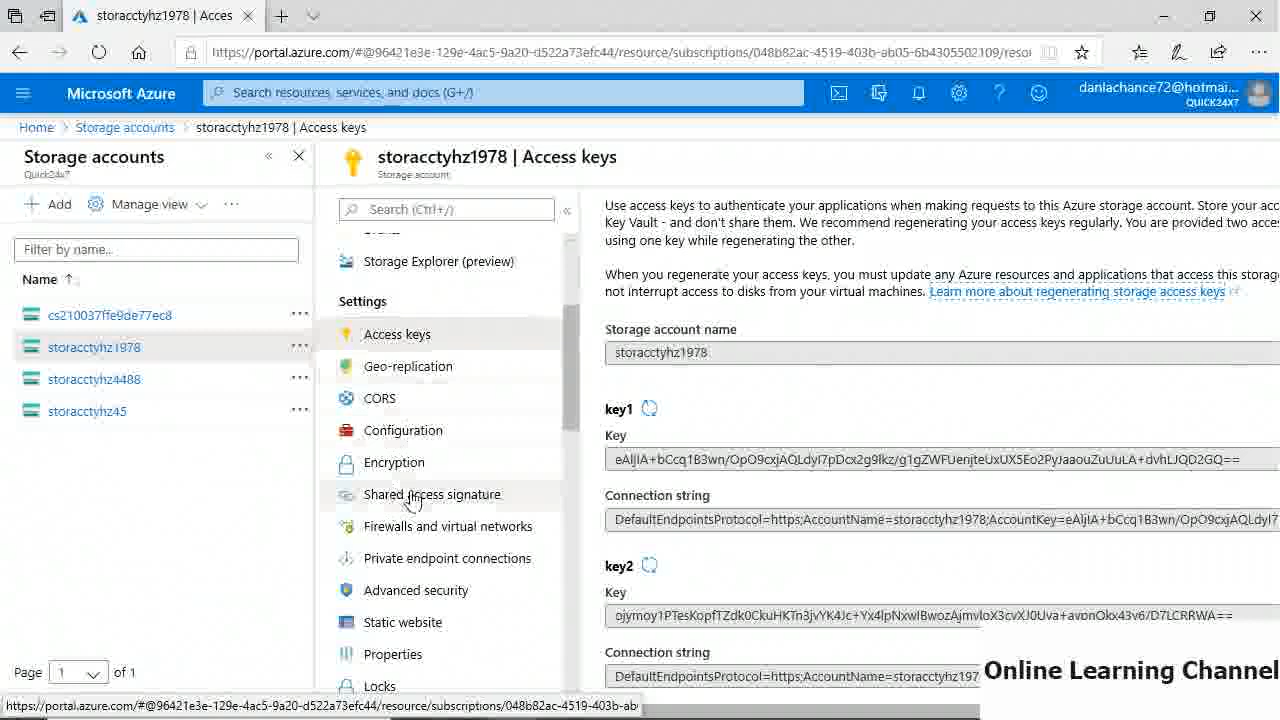 storacctyhz1978 | Acces
https://portal.azure.com/#@96421e3e-129e-4ac5-9a20-d522a73efc44/resource/subscriptions/048b82ac-4519-403b-ab05-6b4305502109/resou
Microsoft Azure
Search resources, services, and docs (G+/)
danlachance72@hotmai...
QUICK24X7
Home > Storage accounts > storacctyhz1978 | Access keys
Storage accounts
Quick24x7
Add
Manage view
Filter by name...
Name
cs210037ffe9de77ec8
storacctyhz1978
storacctyhz4488
storacctyhz45
Page 1 of 1
storacctyhz1978 | Access keys
Storage account
Search (Ctrl+/)
Storage Explorer (preview)
Settings
Access keys
Geo-replication
CORS
Configuration
Encryption
Shared access signature
Firewalls and virtual networks
Private endpoint connections
Advanced security
Static website
Properties
Locks
Use access keys to authenticate your applications when making requests to this Azure storage account. Store your acc
Key Vault - and don't share them. We recommend regenerating your access keys regularly. You are provided two acce
using one key while regenerating the other.
When you regenerate your access keys, you must update any Azure resources and applications that access this storag
not interrupt access to disks from your virtual machines. Learn more about regenerating storage access keys
Storage account name
storacctyhz1978
key1
Key
Connection string
DefaultEndpointsProtocol=https;AccountName=storacctyhz1978;AccountKey=
key2
Key
Connection string
DefaultEndpointsProtocol=https;AccountName=storacctyhz197
Online Learning Channel
https://portal.azure.com/#@96421e3e-129e-4ac5-9a20-d522a73efc44/resource/subscriptions/048b82ac-4519-403b-ab